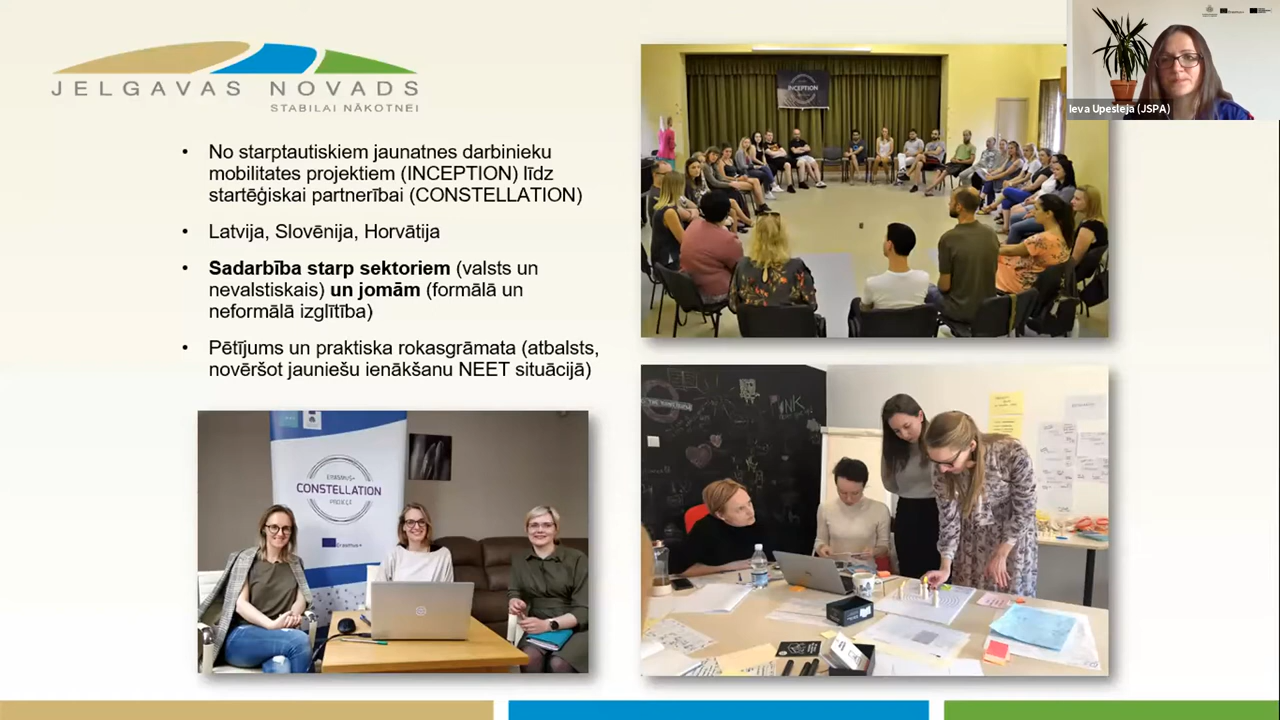 JELGAVAS NOVADS
STABILAI NĀKOTNEI
• No starptautiskiem jaunatnes darbinieku
mobilitates projektiem (INCEPTION) līdz
startēģiskai partnerībai (CONSTELLATION)
• Latvija, Slovēnija, Horvātija
• Sadarbība starp sektoriem (valsts un
nevalstiskais) un jomām (formālā un
neformālā izglītība)
• Pētījums un praktiska rokasgrāmata (atbalsts,
novēršot jauniešu ienākšanu NEET situācijā)
INCEPTION
Ieva Upesleja (JSPA)
ERASMUS+
CONSTELLATION
PROJECT
Erasmus+
PINK